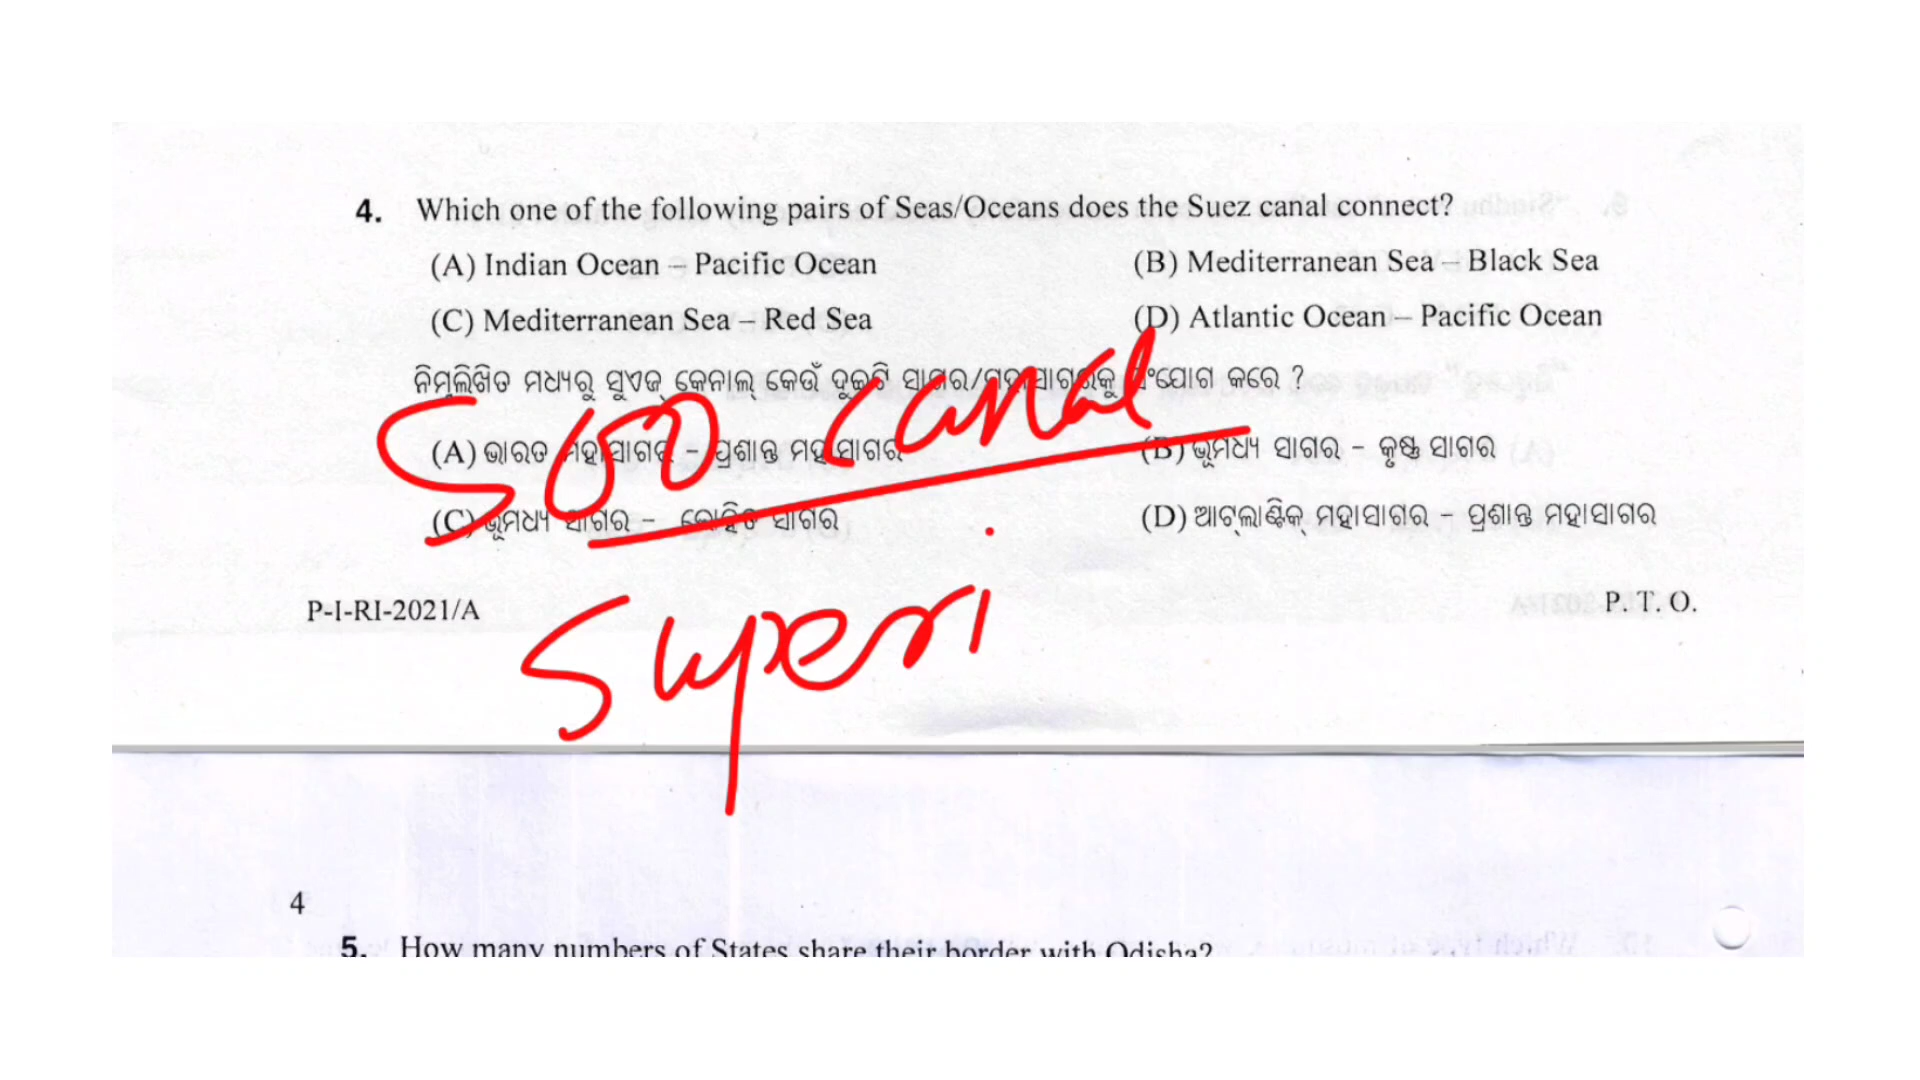 4. Which one of the following pairs of Seas/Oceans does the Suez canal connect?
(A) Indian Ocean – Pacific Ocean (B) Mediterranean Sea – Black Sea
(C) Mediterranean Sea – Red Sea (D) Atlantic Ocean – Pacific Ocean
ନିମ୍ନଲିଖିତ ମଧ୍ୟରୁ ସୁଏଜ୍ କେନାଲ୍ କେଉଁ ଦୁଇଟି ସାଗର/ମହାସାଗରକୁ ସଂଯୋଗ କରେ ?
soo canal
(A) ଭାରତ ମହାସାଗର – ପ୍ରଶାନ୍ତ ମହାସାଗର (B) ଭୂମଧ୍ୟ ସାଗର – କୃଷ୍ଣ ସାଗର
(C) ଭୂମଧ୍ୟ ସାଗର – ଲୋହିତ ସାଗର (D) ଆଟ୍‌ଲାଣ୍ଟିକ୍ ମହାସାଗର – ପ୍ରଶାନ୍ତ ମହାସାଗର
superi
P-I-RI-2021/A P. T. O.
4
5. How many numbers of States share their border with Odisha?